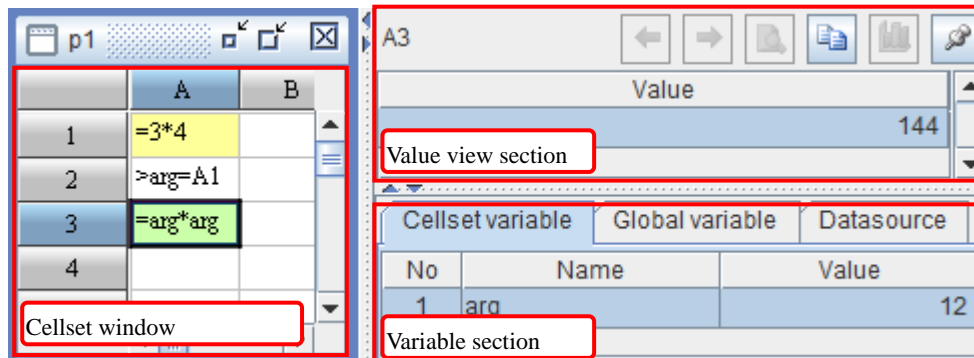 p1
A B
1 =3*4
2 >arg=A1
3 =arg*arg
4
Cellset window
A3
Value
144
Value view section
Cellset variable Global variable Datasource
No Name Value
1 arg 12
Variable section